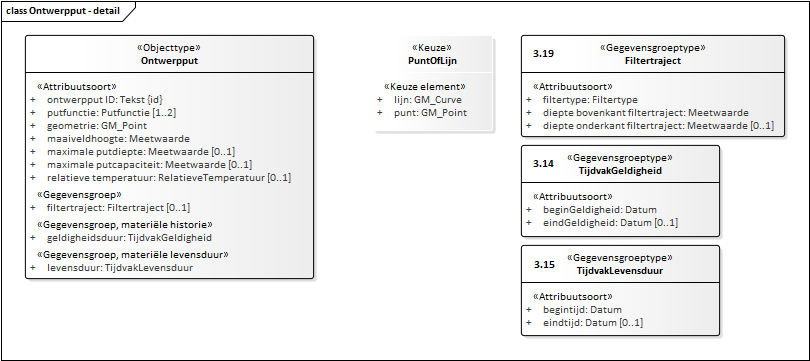 class Ontwerpput - detail
«Objecttype»
Ontwerpput
«Attribuutsoort»
+ ontwerpput ID: Tekst {id}
+ putfunctie: Putfunctie [1..2]
+ geometrie: GM_Point
+ maaiveldhoogte: Meetwaarde
+ maximale putdiepte: Meetwaarde [0..1]
+ maximale putcapaciteit: Meetwaarde [0..1]
+ relatieve temperatuur: RelatieveTemperatuur [0..1]
«Gegevensgroep»
+ filtertraject: Filtertraject [0..1]
«Gegevensgroep, materiële historie»
+ geldigheidsduur: TijdvakGeldigheid
«Gegevensgroep, materiële levensduur»
+ levensduur: TijdvakLevensduur
«Keuze»
PuntOfLijn
«Keuze element»
+ lijn: GM_Curve
+ punt: GM_Point
3.19 «Gegevensgroeptype»
Filtertraject
«Attribuutsoort»
+ filtertype: Filtertype
+ diepte bovenkant filtertraject: Meetwaarde
+ diepte onderkant filtertraject: Meetwaarde [0..1]
3.14 «Gegevensgroeptype»
TijdvakGeldigheid
«Attribuutsoort»
+ beginGeldigheid: Datum
+ eindGeldigheid: Datum [0..1]
3.15 «Gegevensgroeptype»
TijdvakLevensduur
«Attribuutsoort»
+ begintijd: Datum
+ eindtijd: Datum [0..1]